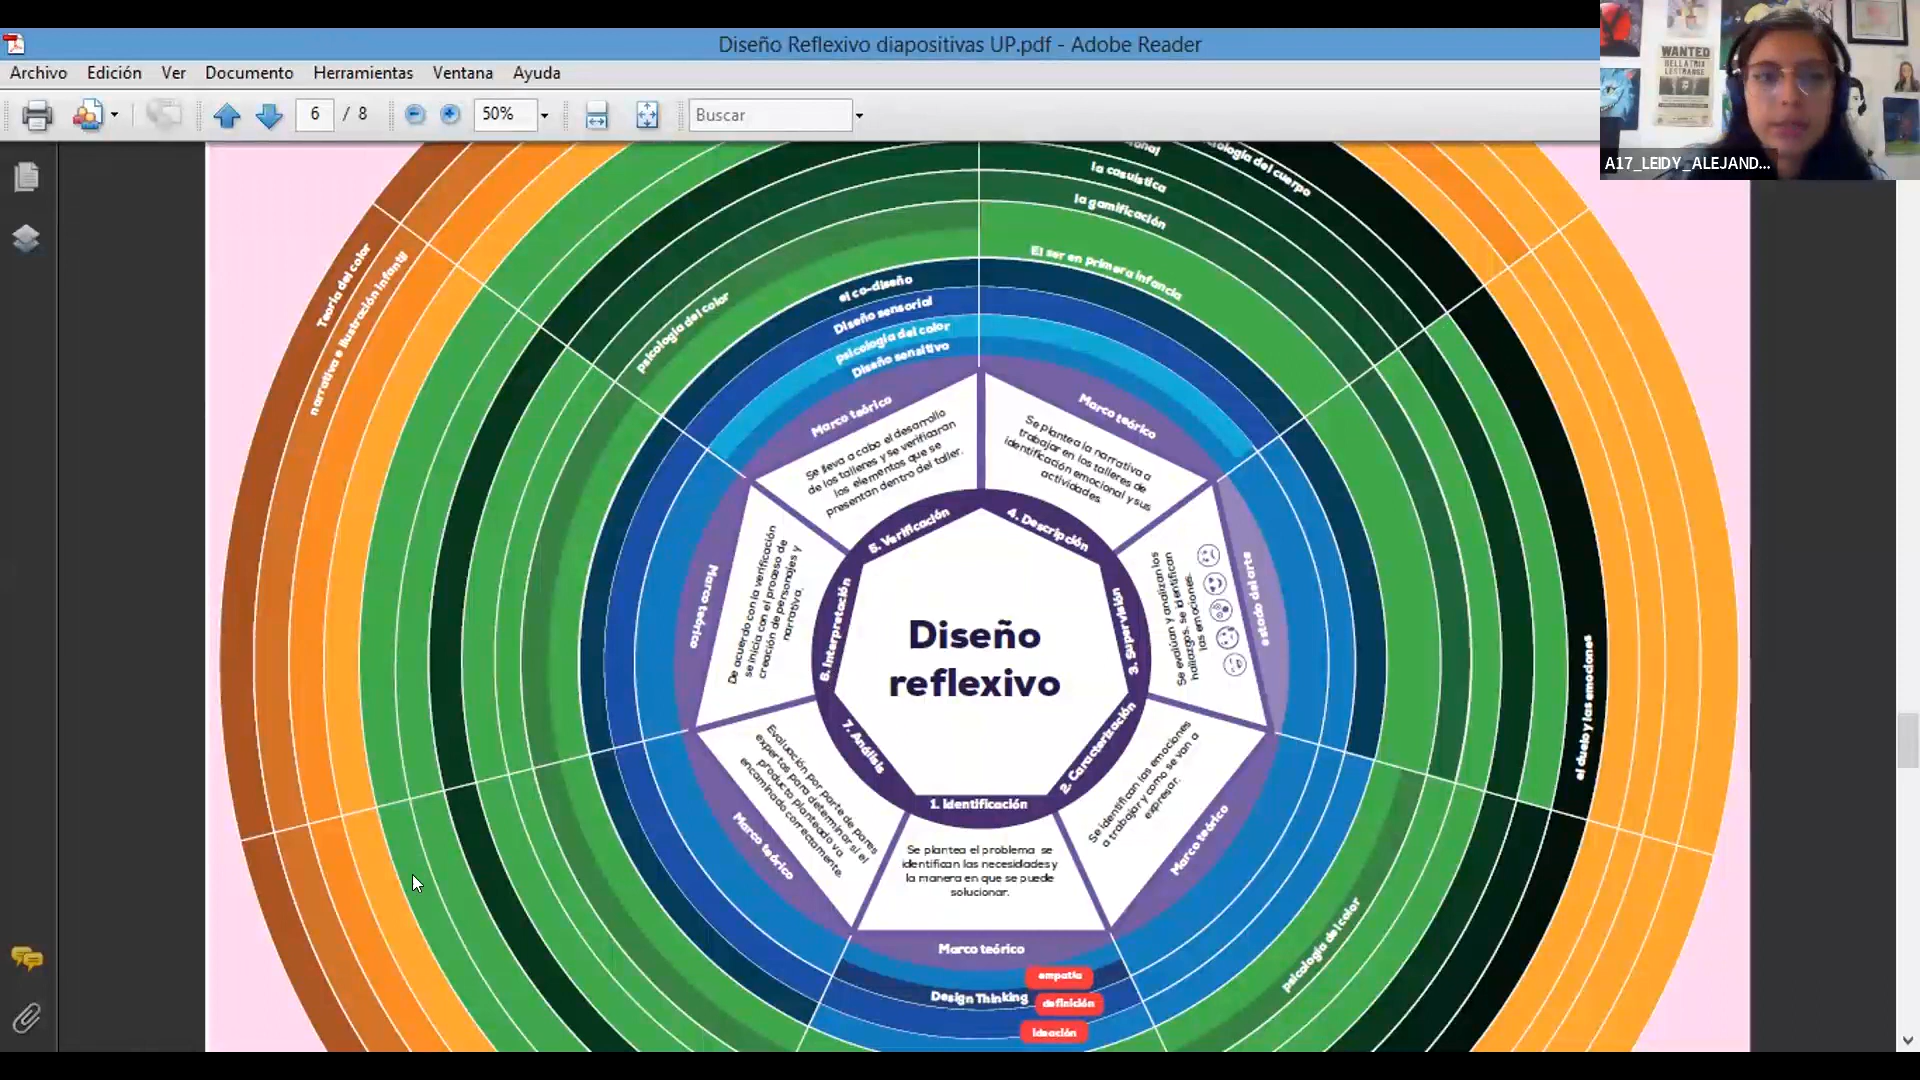 Diseño Reflexivo diapositivas UP.pdf - Adobe Reader
Archivo Edición Ver Documento Herramientas Ventana Ayuda
6 / 8 50% Buscar
WANTED
BELLATRIX
LESTRANGE
A17_LEIDY_ALEJAND...
Teoría del color
narrativa e ilustración infantil
psicología del color
el co-diseño
Diseño sensorial
psicología del color
Diseño sensitivo
la casuística
la gamificación
El ser en primera infancia
el duelo y las emociones
psicología del color
Marco teórico
Se lleva a cabo el desarrollo
de los talleres y se verificaran
los elementos que se
presentan dentro del taller.
5. Verificación
Marco teórico
Se plantea la narrativa a
trabajar en los talleres de
identificación emocional y sus
actividades.
4. Descripción
estado del arte
Se evalúan y analizan los
hallazgos, se identifican
las emociones.
3. Supervisión
Marco teórico
De acuerdo con la verificación
se inicia con el proceso de
creación de personajes y
narrativa.
6. Interpretación
Diseño
reflexivo
Marco teórico
Evaluación por parte de pares
expertos para determinar si el
producto planteado va
encaminado correctamente.
7. Análisis
Marco teórico
Se identifican las emociones
a trabajar y como se van a
expresar.
2. Caracterización
1. Identificación
Se plantea el problema se
identifican las necesidades y
la manera en que se puede
solucionar.
Marco teórico
Design Thinking
empatía
definición
ideación